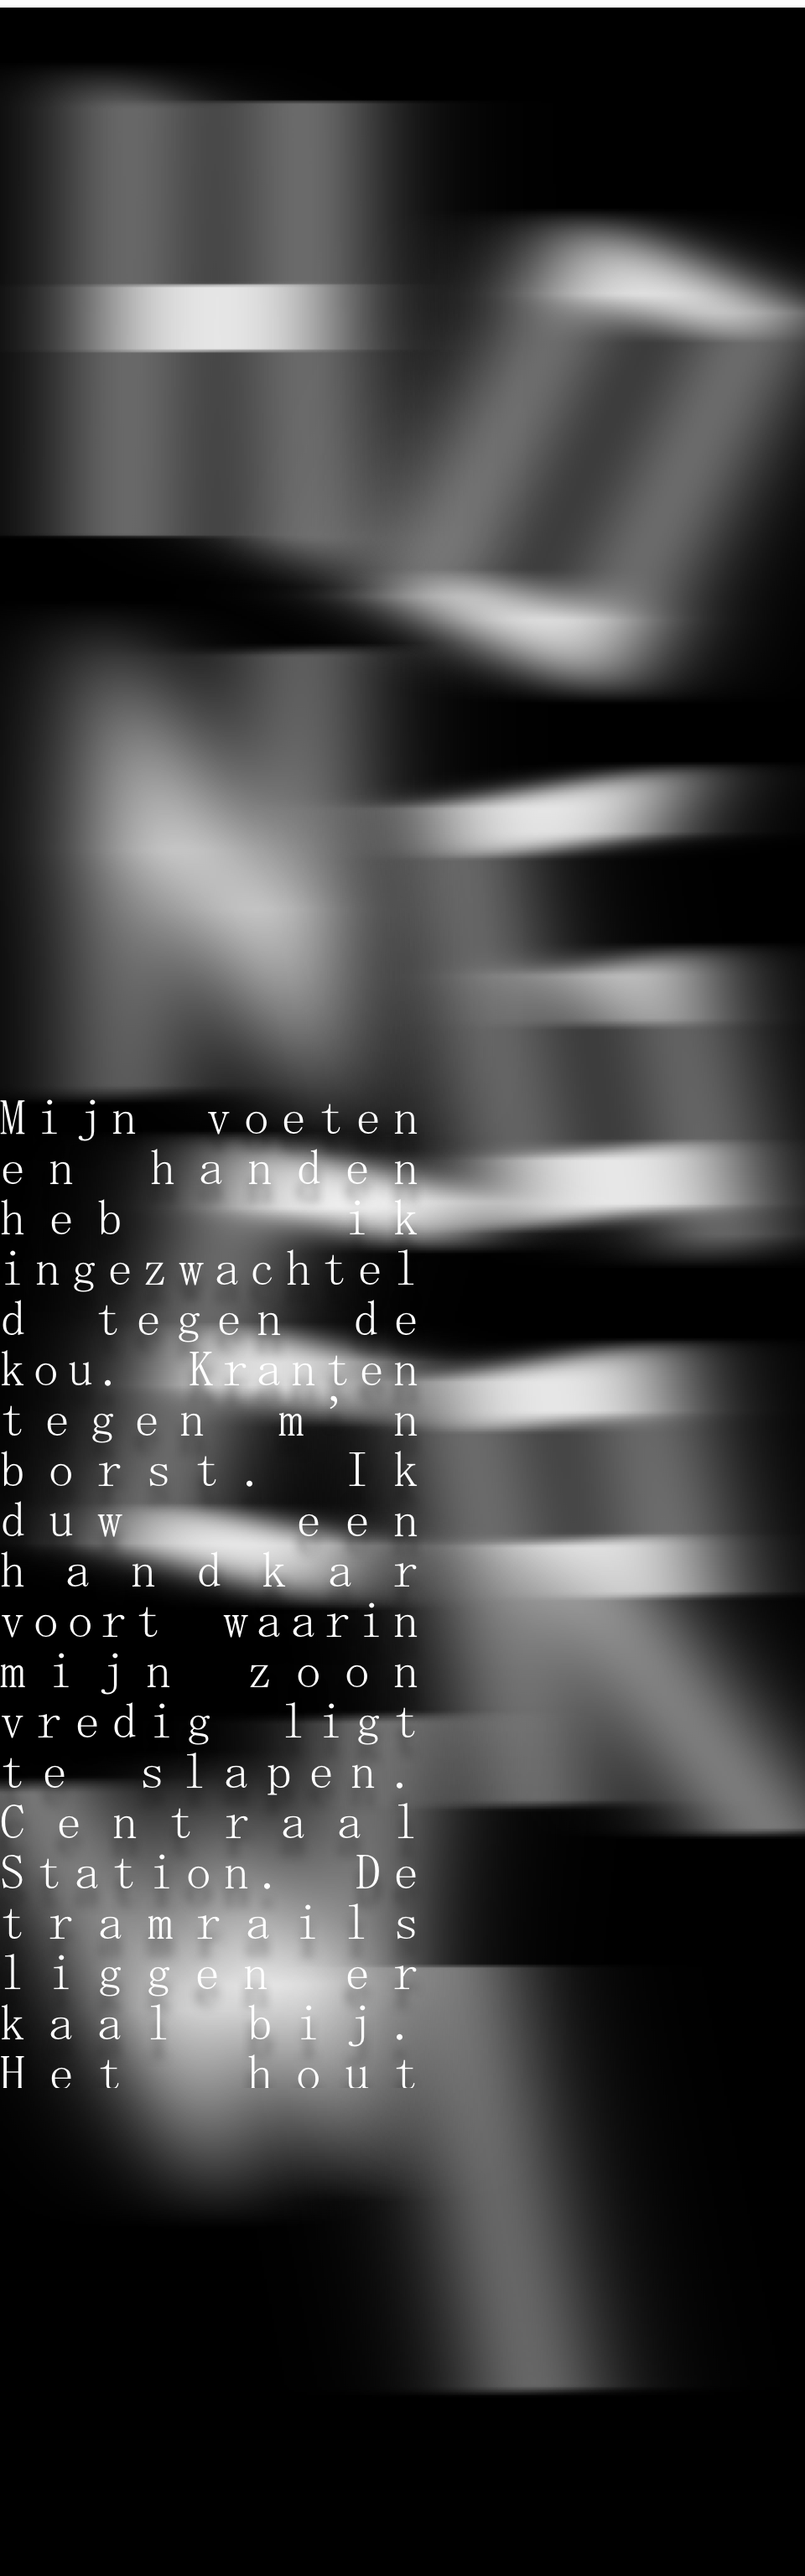 Mijn voeten
en handen
heb ik
ingezwachtel
d tegen de
kou. Kranten
tegen m’n
borst. Ik
duw een
handkar
voort waarin
mijn zoon
vredig ligt
te slapen.
Centraal
Station. De
tramrails
liggen er
kaal bij.
Het hout